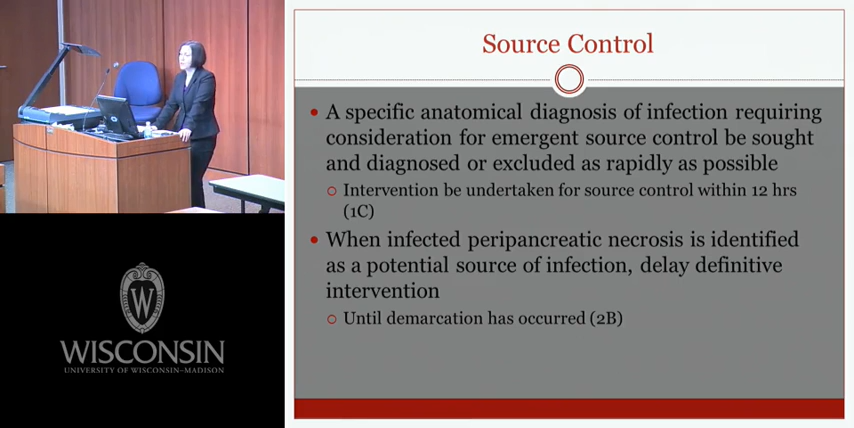 Source Control
• A specific anatomical diagnosis of infection requiring
consideration for emergent source control be sought
and diagnosed or excluded as rapidly as possible
○ Intervention be undertaken for source control within 12 hrs
(1C)
• When infected peripancreatic necrosis is identified
as a potential source of infection, delay definitive
intervention
○ Until demarcation has occurred (2B)
W
WISCONSIN
UNIVERSITY OF WISCONSIN–MADISON